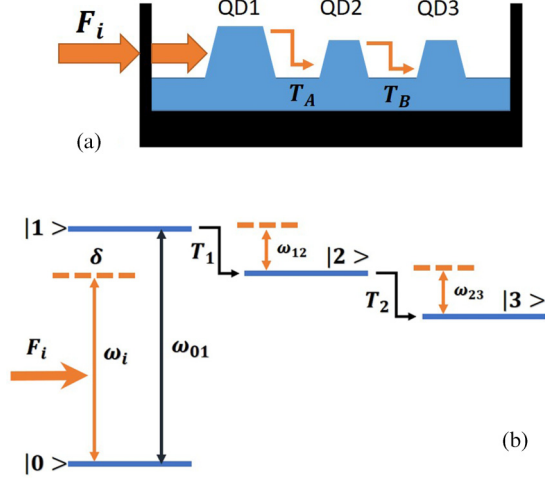 QD1 QD2 QD3
F_i
T_A T_B
(a)
|1 >
δ T_1 ω_12 |2 >
F_i ω_i ω_01 T_2 ω_23 |3 >
|0 >
(b)